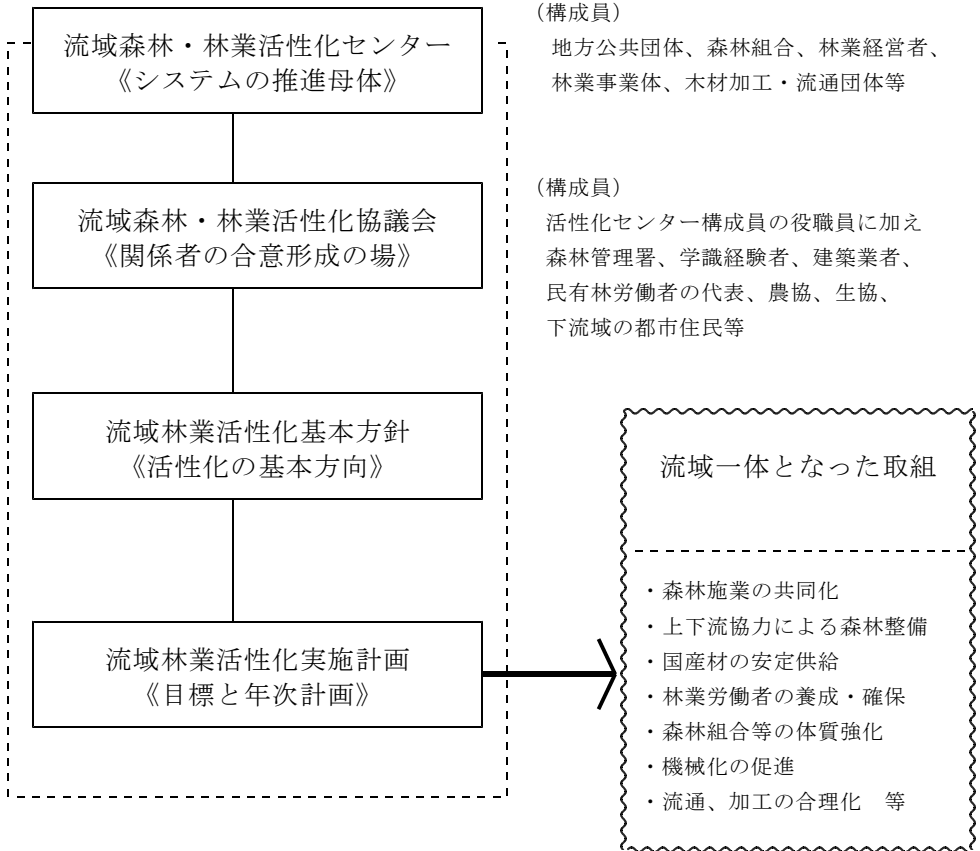 流域森林・林業活性化センター
《システムの推進母体》
（構成員）
地方公共団体、森林組合、林業経営者、
林業事業体、木材加工・流通団体等
流域森林・林業活性化協議会
《関係者の合意形成の場》
（構成員）
活性化センター構成員の役職員に加え
森林管理署、学識経験者、建築業者、
民有林労働者の代表、農協、生協、
下流域の都市住民等
流域林業活性化基本方針
《活性化の基本方向》
流域林業活性化実施計画
《目標と年次計画》
流域一体となった取組
・森林施業の共同化
・上下流協力による森林整備
・国産材の安定供給
・林業労働者の養成・確保
・森林組合等の体質強化
・機械化の促進
・流通、加工の合理化　等